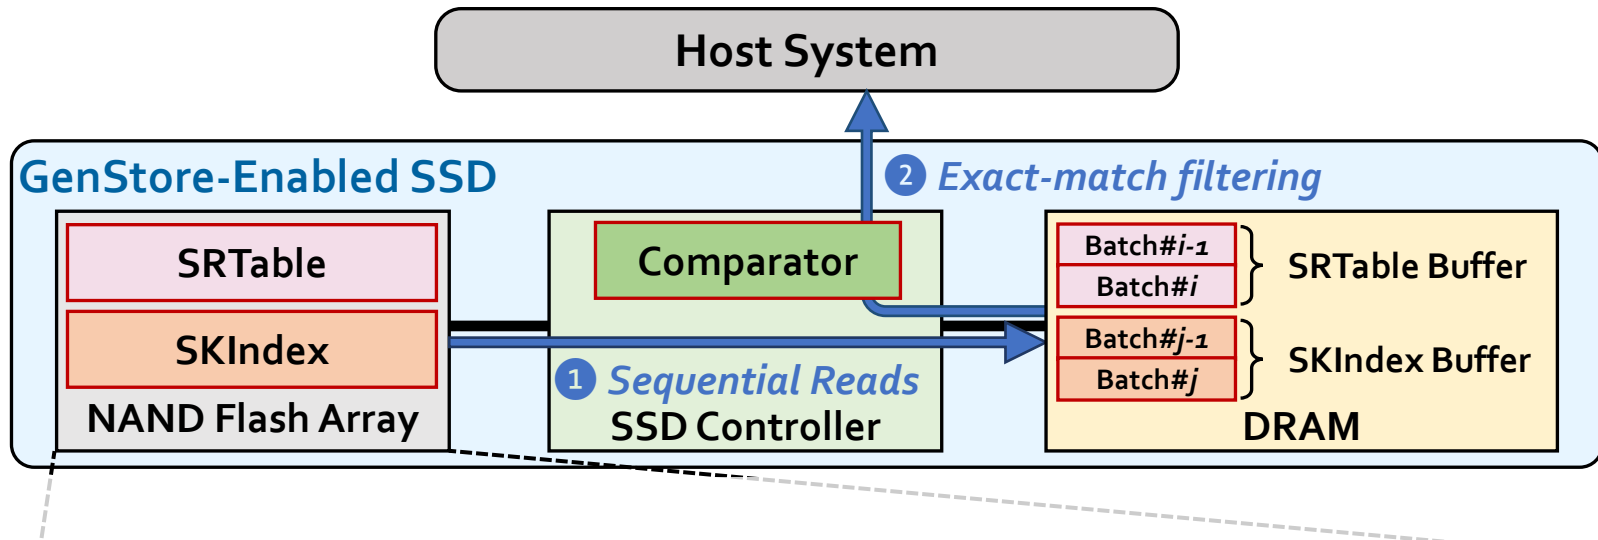 Host System
GenStore-Enabled SSD
2 Exact-match filtering
SRTable
SKIndex
NAND Flash Array
Comparator
1 Sequential Reads
SSD Controller
Batch#i-1
Batch#i
SRTable Buffer
Batch#j-1
Batch#j
SKIndex Buffer
DRAM